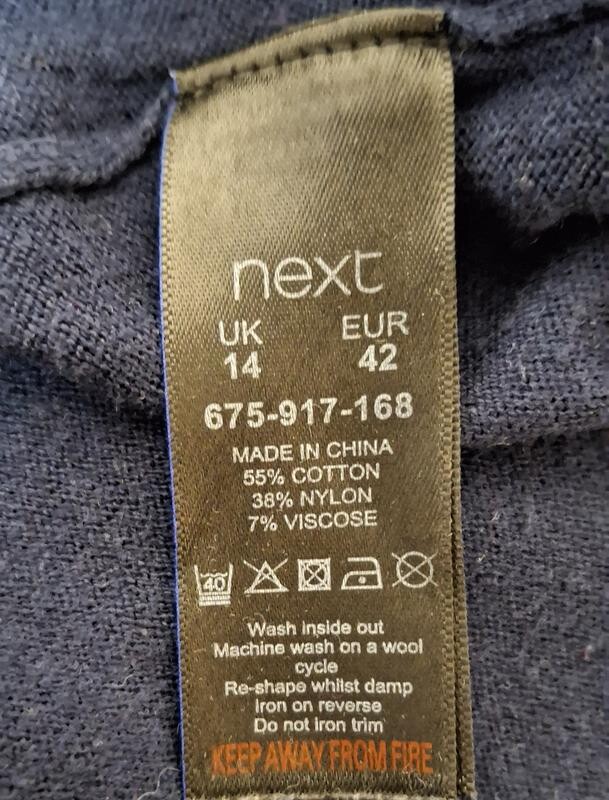 next
UK EUR
14 42
675-917-168
MADE IN CHINA
55% COTTON
38% NYLON
7% VISCOSE
40
Wash inside out
Machine wash on a wool
cycle
Re-shape whilst damp
Iron on reverse
Do not iron trim
KEEP AWAY FROM FIRE